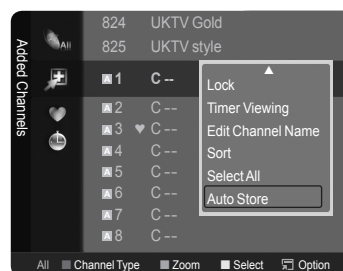 824 UKTV Gold
All
825 UKTV style
Added Channels
A 1 C --
A 2 C --
A 3 ♥ C --
A 4 C --
A 5 C --
A 6 C --
A 7 C --
A 8 C --
▲
Lock
Timer Viewing
Edit Channel Name
Sort
Select All
Auto Store
All Channel Type Zoom Select Option